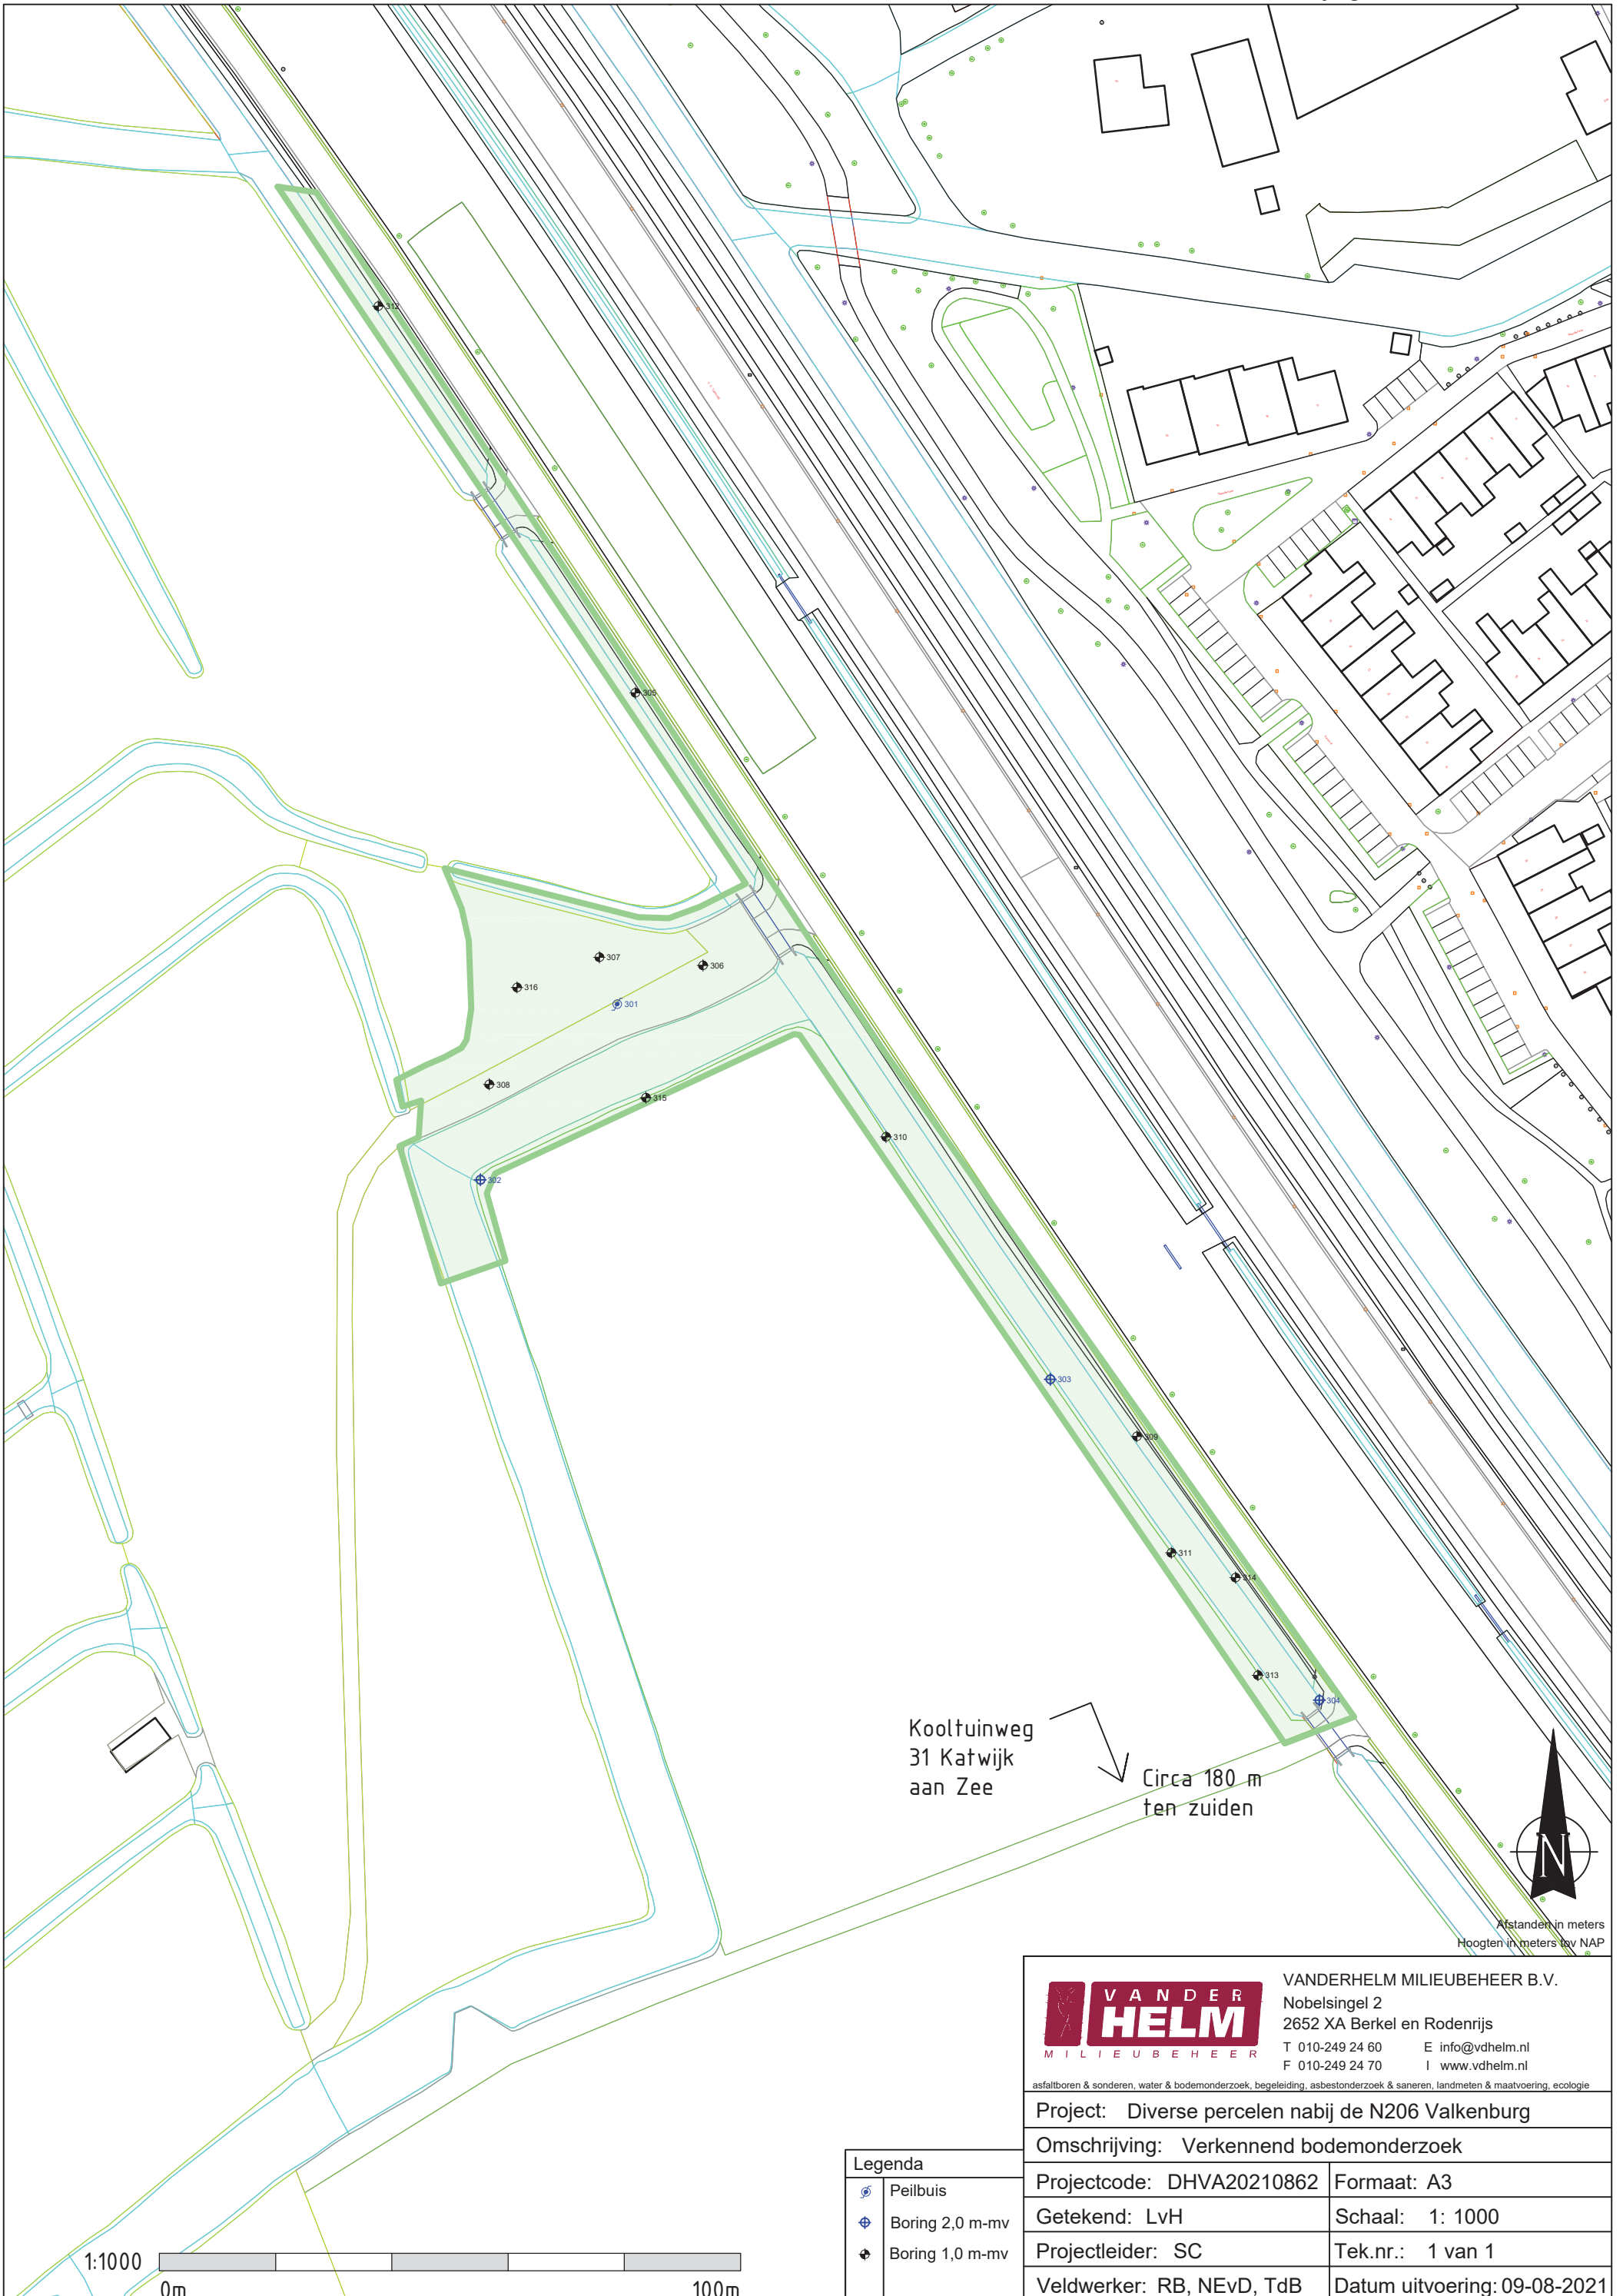 312
305
307
306
316
301
308
315
310
302
303
309
311
314
313
304
Kooltuinweg
31 Katwijk
aan Zee
Circa 180 m
ten zuiden
N
Afstanden in meters
Hoogten in meters tov NAP
VANDER
HELM
MILIEUBEHEER
VANDERHELM MILIEUBEHEER B.V.
Nobelsingel 2
2652 XA Berkel en Rodenrijs
T 010-249 24 60 E info@vdhelm.nl
F 010-249 24 70 I www.vdhelm.nl
asfaltboren & sonderen, water & bodemonderzoek, begeleiding, asbestonderzoek & saneren, landmeten & maatvoering, ecologie
Project: Diverse percelen nabij de N206 Valkenburg
Omschrijving: Verkennend bodemonderzoek
Projectcode: DHVA20210862 Formaat: A3
Getekend: LvH Schaal: 1: 1000
Projectleider: SC Tek.nr.: 1 van 1
Veldwerker: RB, NEvD, TdB Datum uitvoering: 09-08-2021
Legenda
Peilbuis
Boring 2,0 m-mv
Boring 1,0 m-mv
1:1000
0m 100m